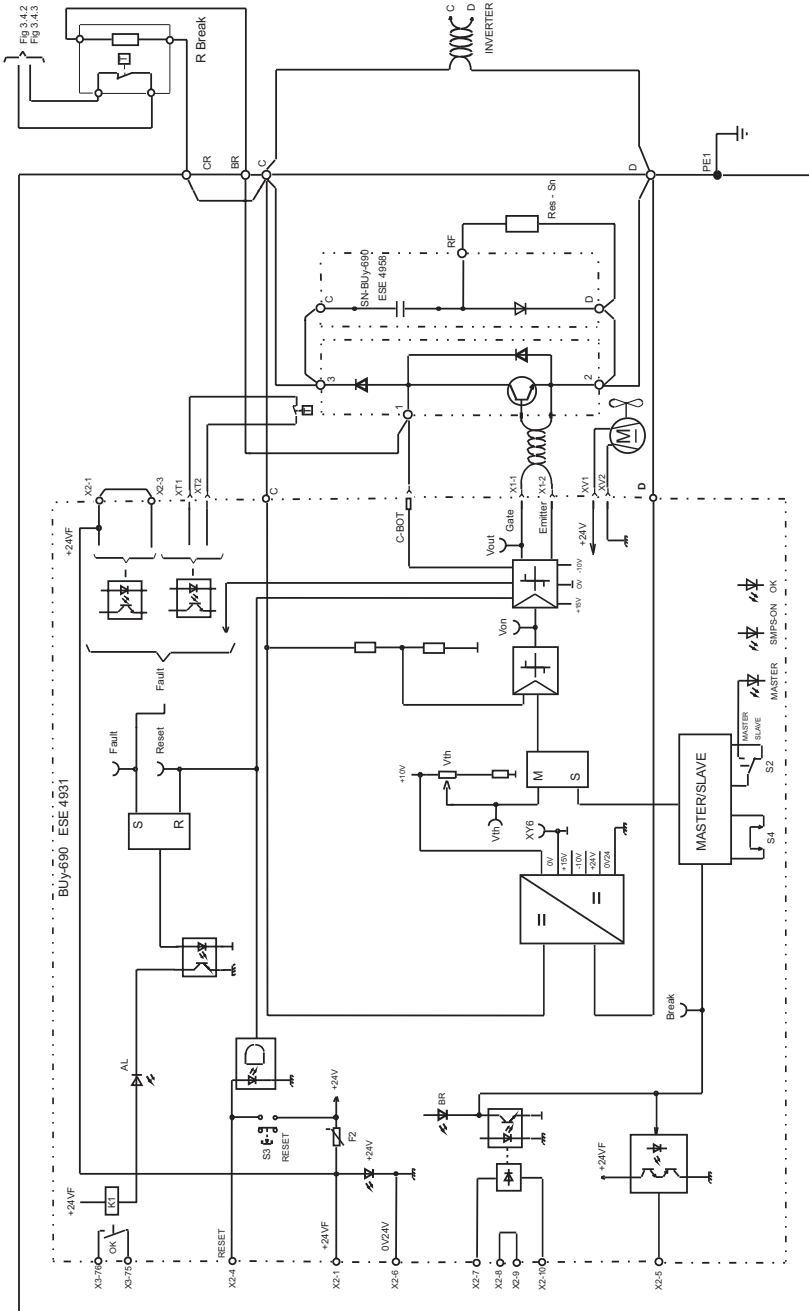 Fig 3.4.2
Fig 3.4.3
T
R Break
C
D
INVERTER
CR
BR
C
D
PE1
RF
Res - Sn
SN-BUy-690
ESE 4958
C
D
3
2
1
T
M
X2-1
X2-3
XT1
XT2
C
C-BOT
X1-1
X1-2
XV1
XV2
D
+24VF
+24V
Gate
Emitter
Vout
+15V
0V
-10V
Von
Fault
Fault
Reset
S
R
BUy-690 ESE 4931
+10V
Vth
Vth
M
S
XY6
0V
+15V
-10V
+24V
0V24
=
=
MASTER/SLAVE
MASTER
SLAVE
S2
S4
MASTER
SMPS-ON
OK
Break
AL
S3
RESET
+24V
F2
+24V
BR
+24VF
+24VF
K1
OK
RESET
+24VF
0V24V
X3-76
X3-75
X2-4
X2-1
X2-6
X2-7
X2-8
X2-9
X2-10
X2-5